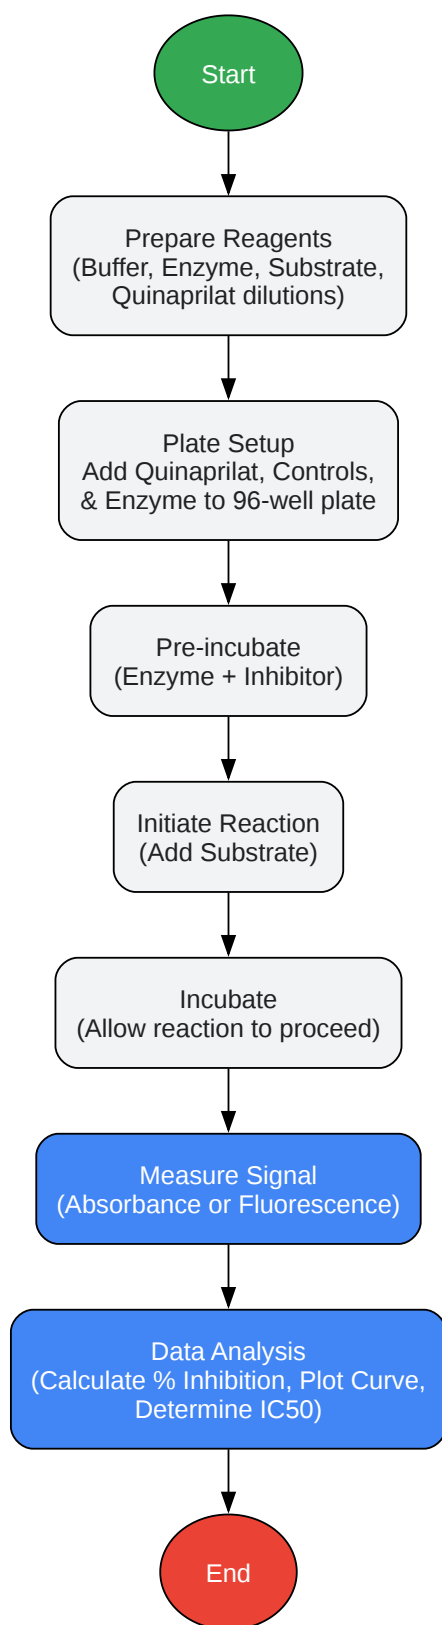 Start
Prepare Reagents
(Buffer, Enzyme, Substrate,
Quinaprilat dilutions)
Plate Setup
Add Quinaprilat, Controls,
& Enzyme to 96-well plate
Pre-incubate
(Enzyme + Inhibitor)
Initiate Reaction
(Add Substrate)
Incubate
(Allow reaction to proceed)
Measure Signal
(Absorbance or Fluorescence)
Data Analysis
(Calculate % Inhibition, Plot Curve,
Determine IC50)
End